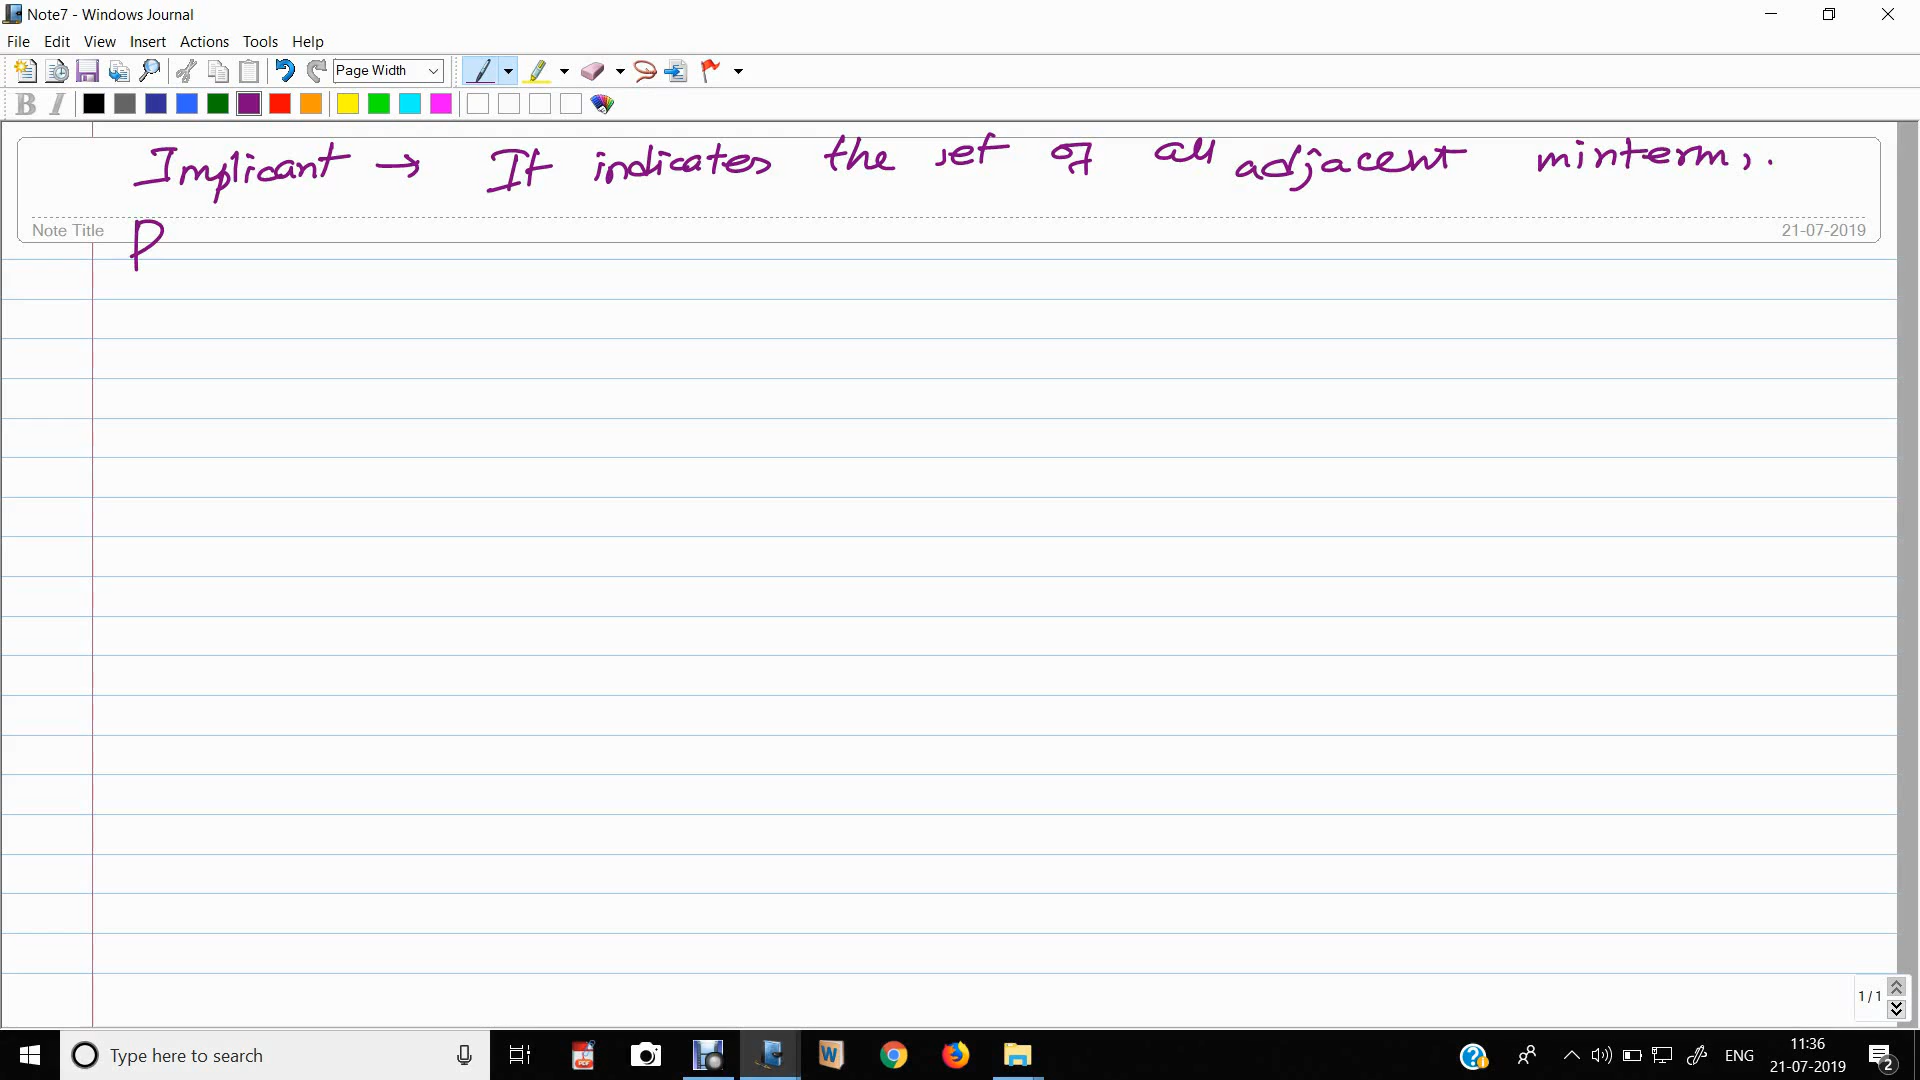 Note7 - Windows Journal
File Edit View Insert Actions Tools Help
Page Width
B I
Implicant → It indicates the set of all adjacent minterms.
Note Title
21-07-2019
P
1 / 1
Type here to search
ENG
11:36
21-07-2019
2